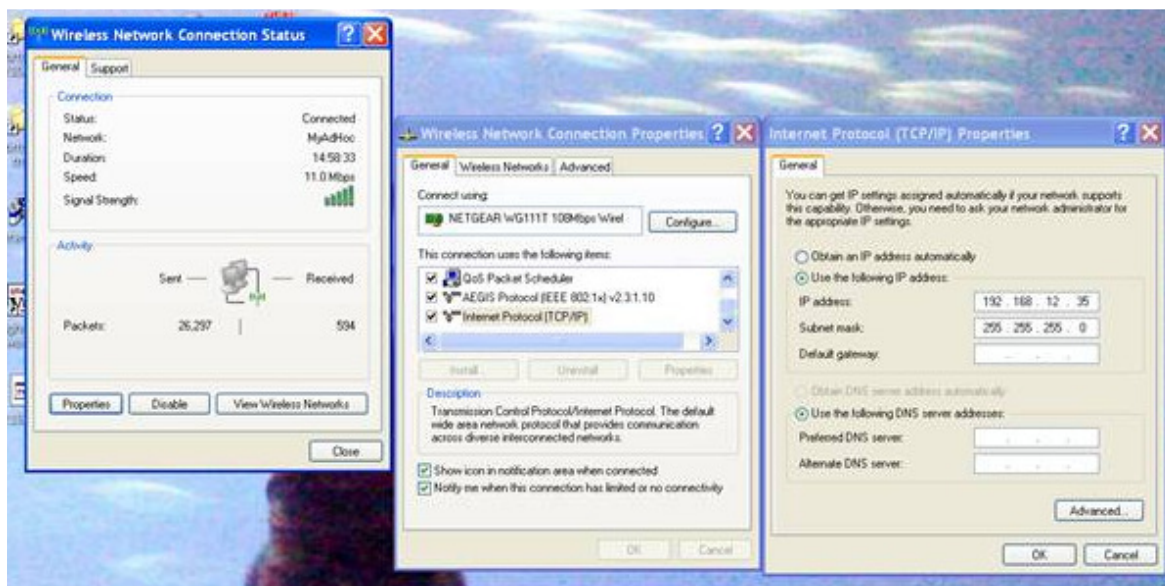 Wireless Network Connection Status
General Support
Connection
Status: Connected
Network: MyAdHoc
Duration: 14:58:33
Speed: 11.0 Mbps
Signal Strength:
Activity
Sent — — Received
Packets: 26,297 | 594
Properties Disable View Wireless Networks
Close
Wireless Network Connection Properties
General Wireless Networks Advanced
Connect using:
NETGEAR WG111T 108Mbps Wirel
Configure...
This connection uses the following items:
QoS Packet Scheduler
AEGIS Protocol (IEEE 802.1x) v2.3.1.10
Internet Protocol (TCP/IP)
Install Uninstall Properties
Description
Transmission Control Protocol/Internet Protocol. The default
wide area network protocol that provides communication
across diverse interconnected networks.
Show icon in notification area when connected
Notify me when this connection has limited or no connectivity
OK Cancel
Internet Protocol (TCP/IP) Properties
General
You can get IP settings assigned automatically if your network supports
this capability. Otherwise, you need to ask your network administrator for
the appropriate IP settings.
Obtain an IP address automatically
Use the following IP address:
IP address: 192 . 168 . 12 . 35
Subnet mask: 255 . 255 . 255 . 0
Default gateway: . . .
Obtain DNS server address automatically
Use the following DNS server addresses:
Preferred DNS server: . . .
Alternate DNS server: . . .
Advanced...
OK Cancel